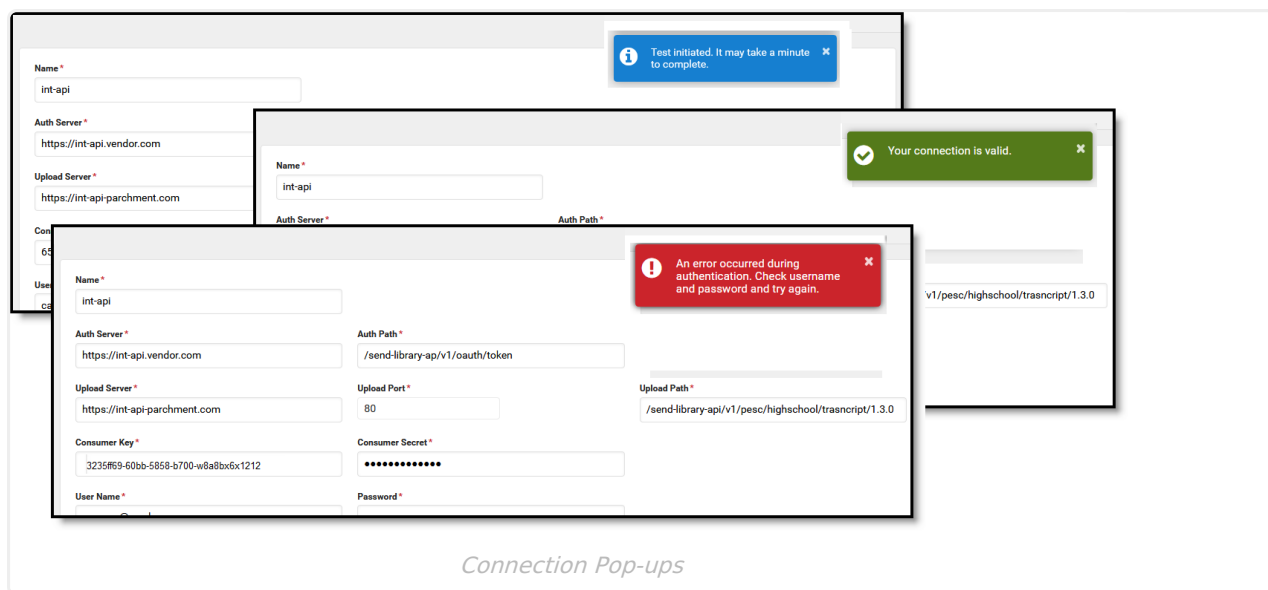 Test initiated. It may take a minute
to complete.
Name*
int-api
Auth Server*
https://int-api.vendor.com
Upload Server*
https://int-api-parchment.com
Con
65
User
ca
Your connection is valid.
Name*
int-api
Auth Server* Auth Path*
/v1/pesc/highschool/trasncript/1.3.0
An error occurred during
authentication. Check username
and password and try again.
Name*
int-api
Auth Server* Auth Path*
https://int-api.vendor.com /send-library-ap/v1/oauth/token
Upload Server* Upload Port* Upload Path*
https://int-api-parchment.com 80 /send-library-api/v1/pesc/highschool/trasncript/1.3.0
Consumer Key* Consumer Secret*
3235ff69-60bb-5858-b700-w8a8bx6x1212 •••••••••••••
User Name* Password*
Connection Pop-ups